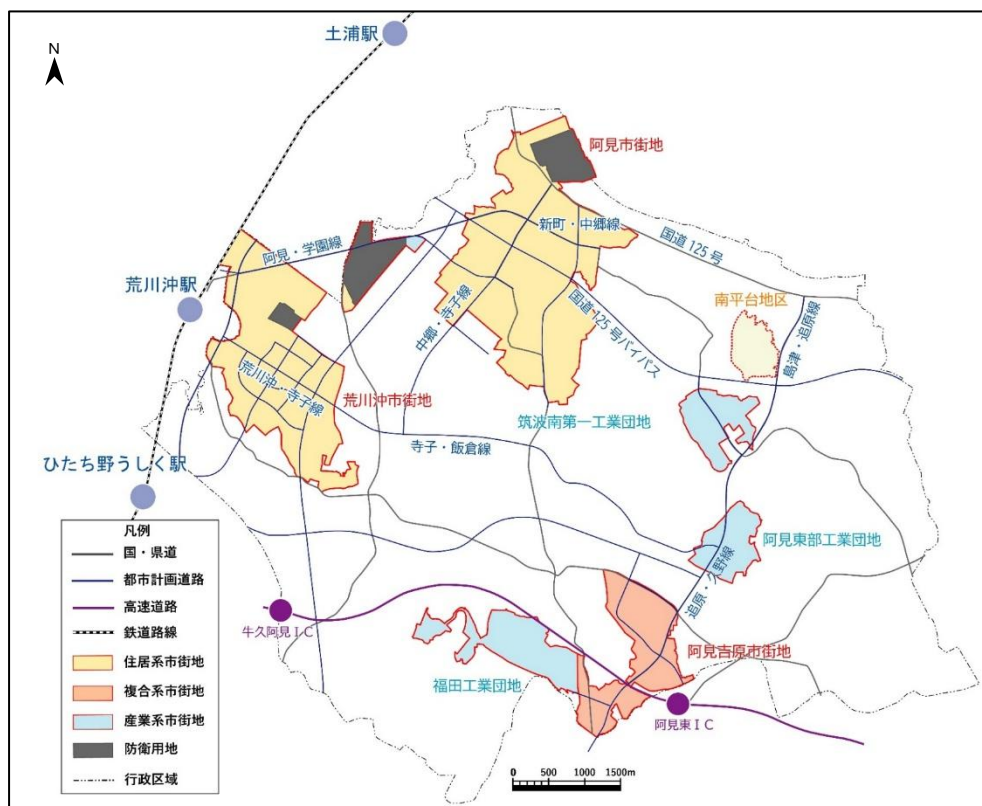 土浦駅
N
阿見市街地
新町・中郷線
国道125号
阿見・学園線
荒川沖駅
南平台地区
国道125号バイパス
島津・追原線
中郷・寺子線
荒川沖・寺子線
荒川沖市街地
筑波南第一工業団地
寺子・飯倉線
ひたち野うしく駅
阿見東部工業団地
追原・久野線
牛久阿見IC
阿見吉原市街地
福田工業団地
阿見東IC
凡例
国・県道
都市計画道路
高速道路
鉄道路線
住居系市街地
複合系市街地
産業系市街地
防衛用地
行政区域
0 500 1000 1500m